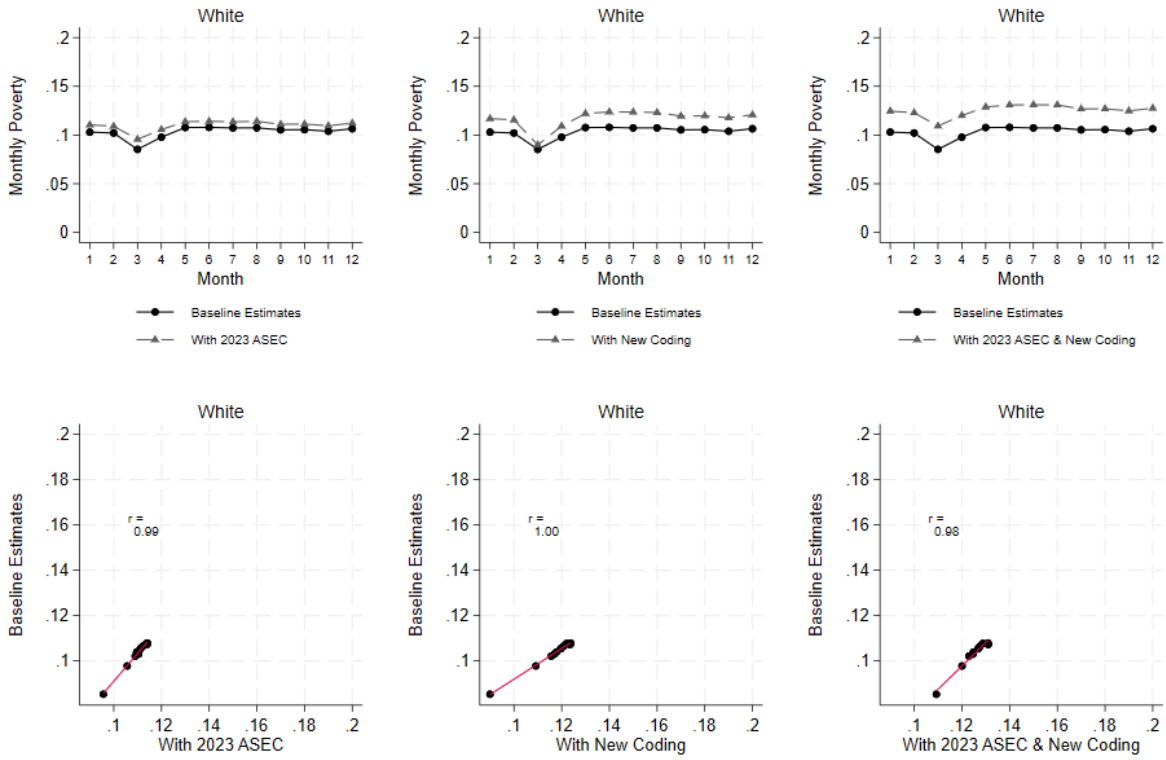 White
.2
.15
.1
.05
0
Monthly Poverty
1 2 3 4 5 6 7 8 9 10 11 12
Month
Baseline Estimates
With 2023 ASEC
White
.2
.15
.1
.05
0
Monthly Poverty
1 2 3 4 5 6 7 8 9 10 11 12
Month
Baseline Estimates
With New Coding
White
.2
.15
.1
.05
0
Monthly Poverty
1 2 3 4 5 6 7 8 9 10 11 12
Month
Baseline Estimates
With 2023 ASEC & New Coding
White
.2
.18
.16
.14
.12
.1
Baseline Estimates
r =
0.99
.1 .12 .14 .16 .18 .2
With 2023 ASEC
White
.2
.18
.16
.14
.12
.1
Baseline Estimates
r =
1.00
.1 .12 .14 .16 .18 .2
With New Coding
White
.2
.18
.16
.14
.12
.1
Baseline Estimates
r =
0.98
.1 .12 .14 .16 .18 .2
With 2023 ASEC & New Coding